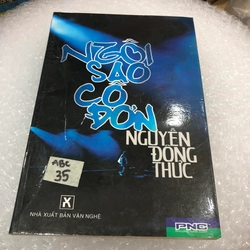 NGÔI
SAO
CÔ
ĐƠN
NGUYỄN
ĐÔNG
THỨC
ABC
35
X
NHÀ XUẤT BẢN VĂN NGHỆ
PNC